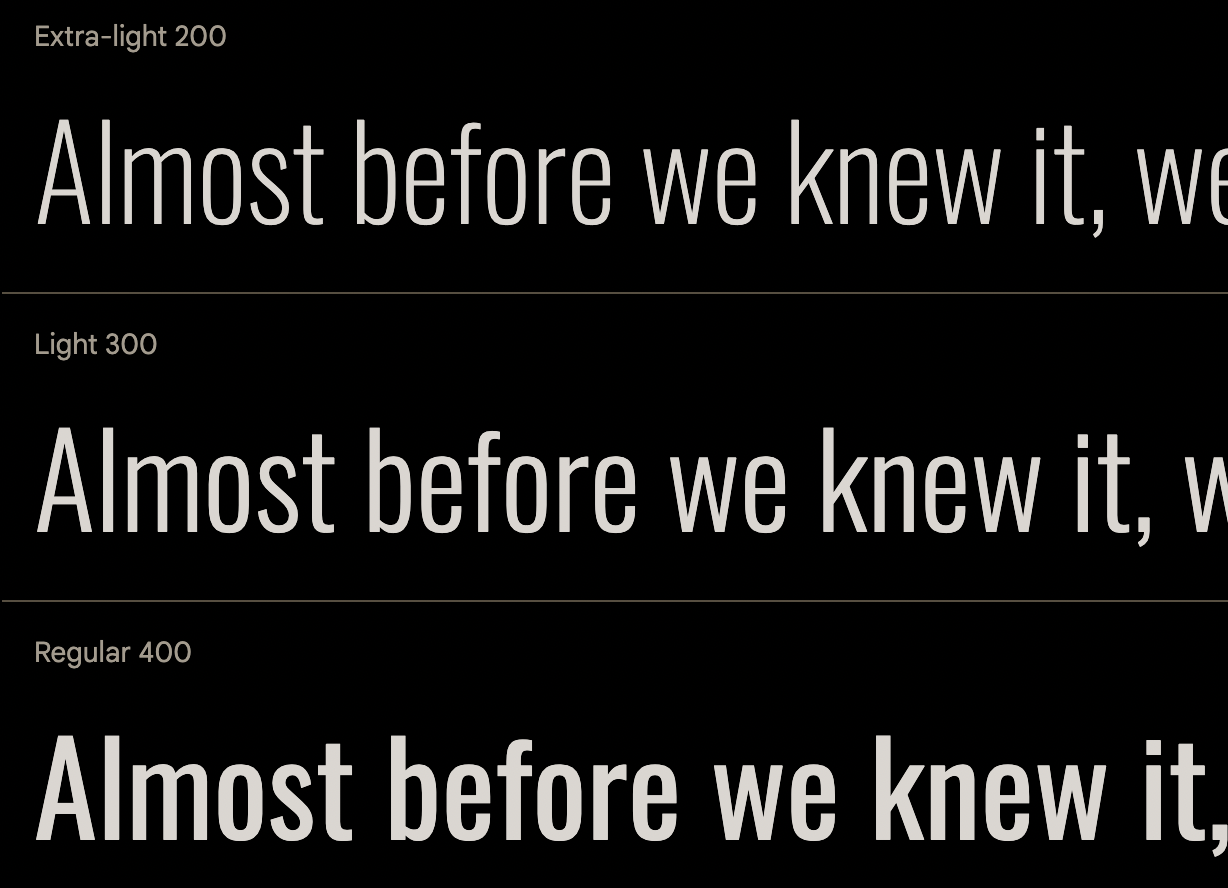 Extra-light 200
Almost before we knew it, we
Light 300
Almost before we knew it, w
Regular 400
Almost before we knew it,